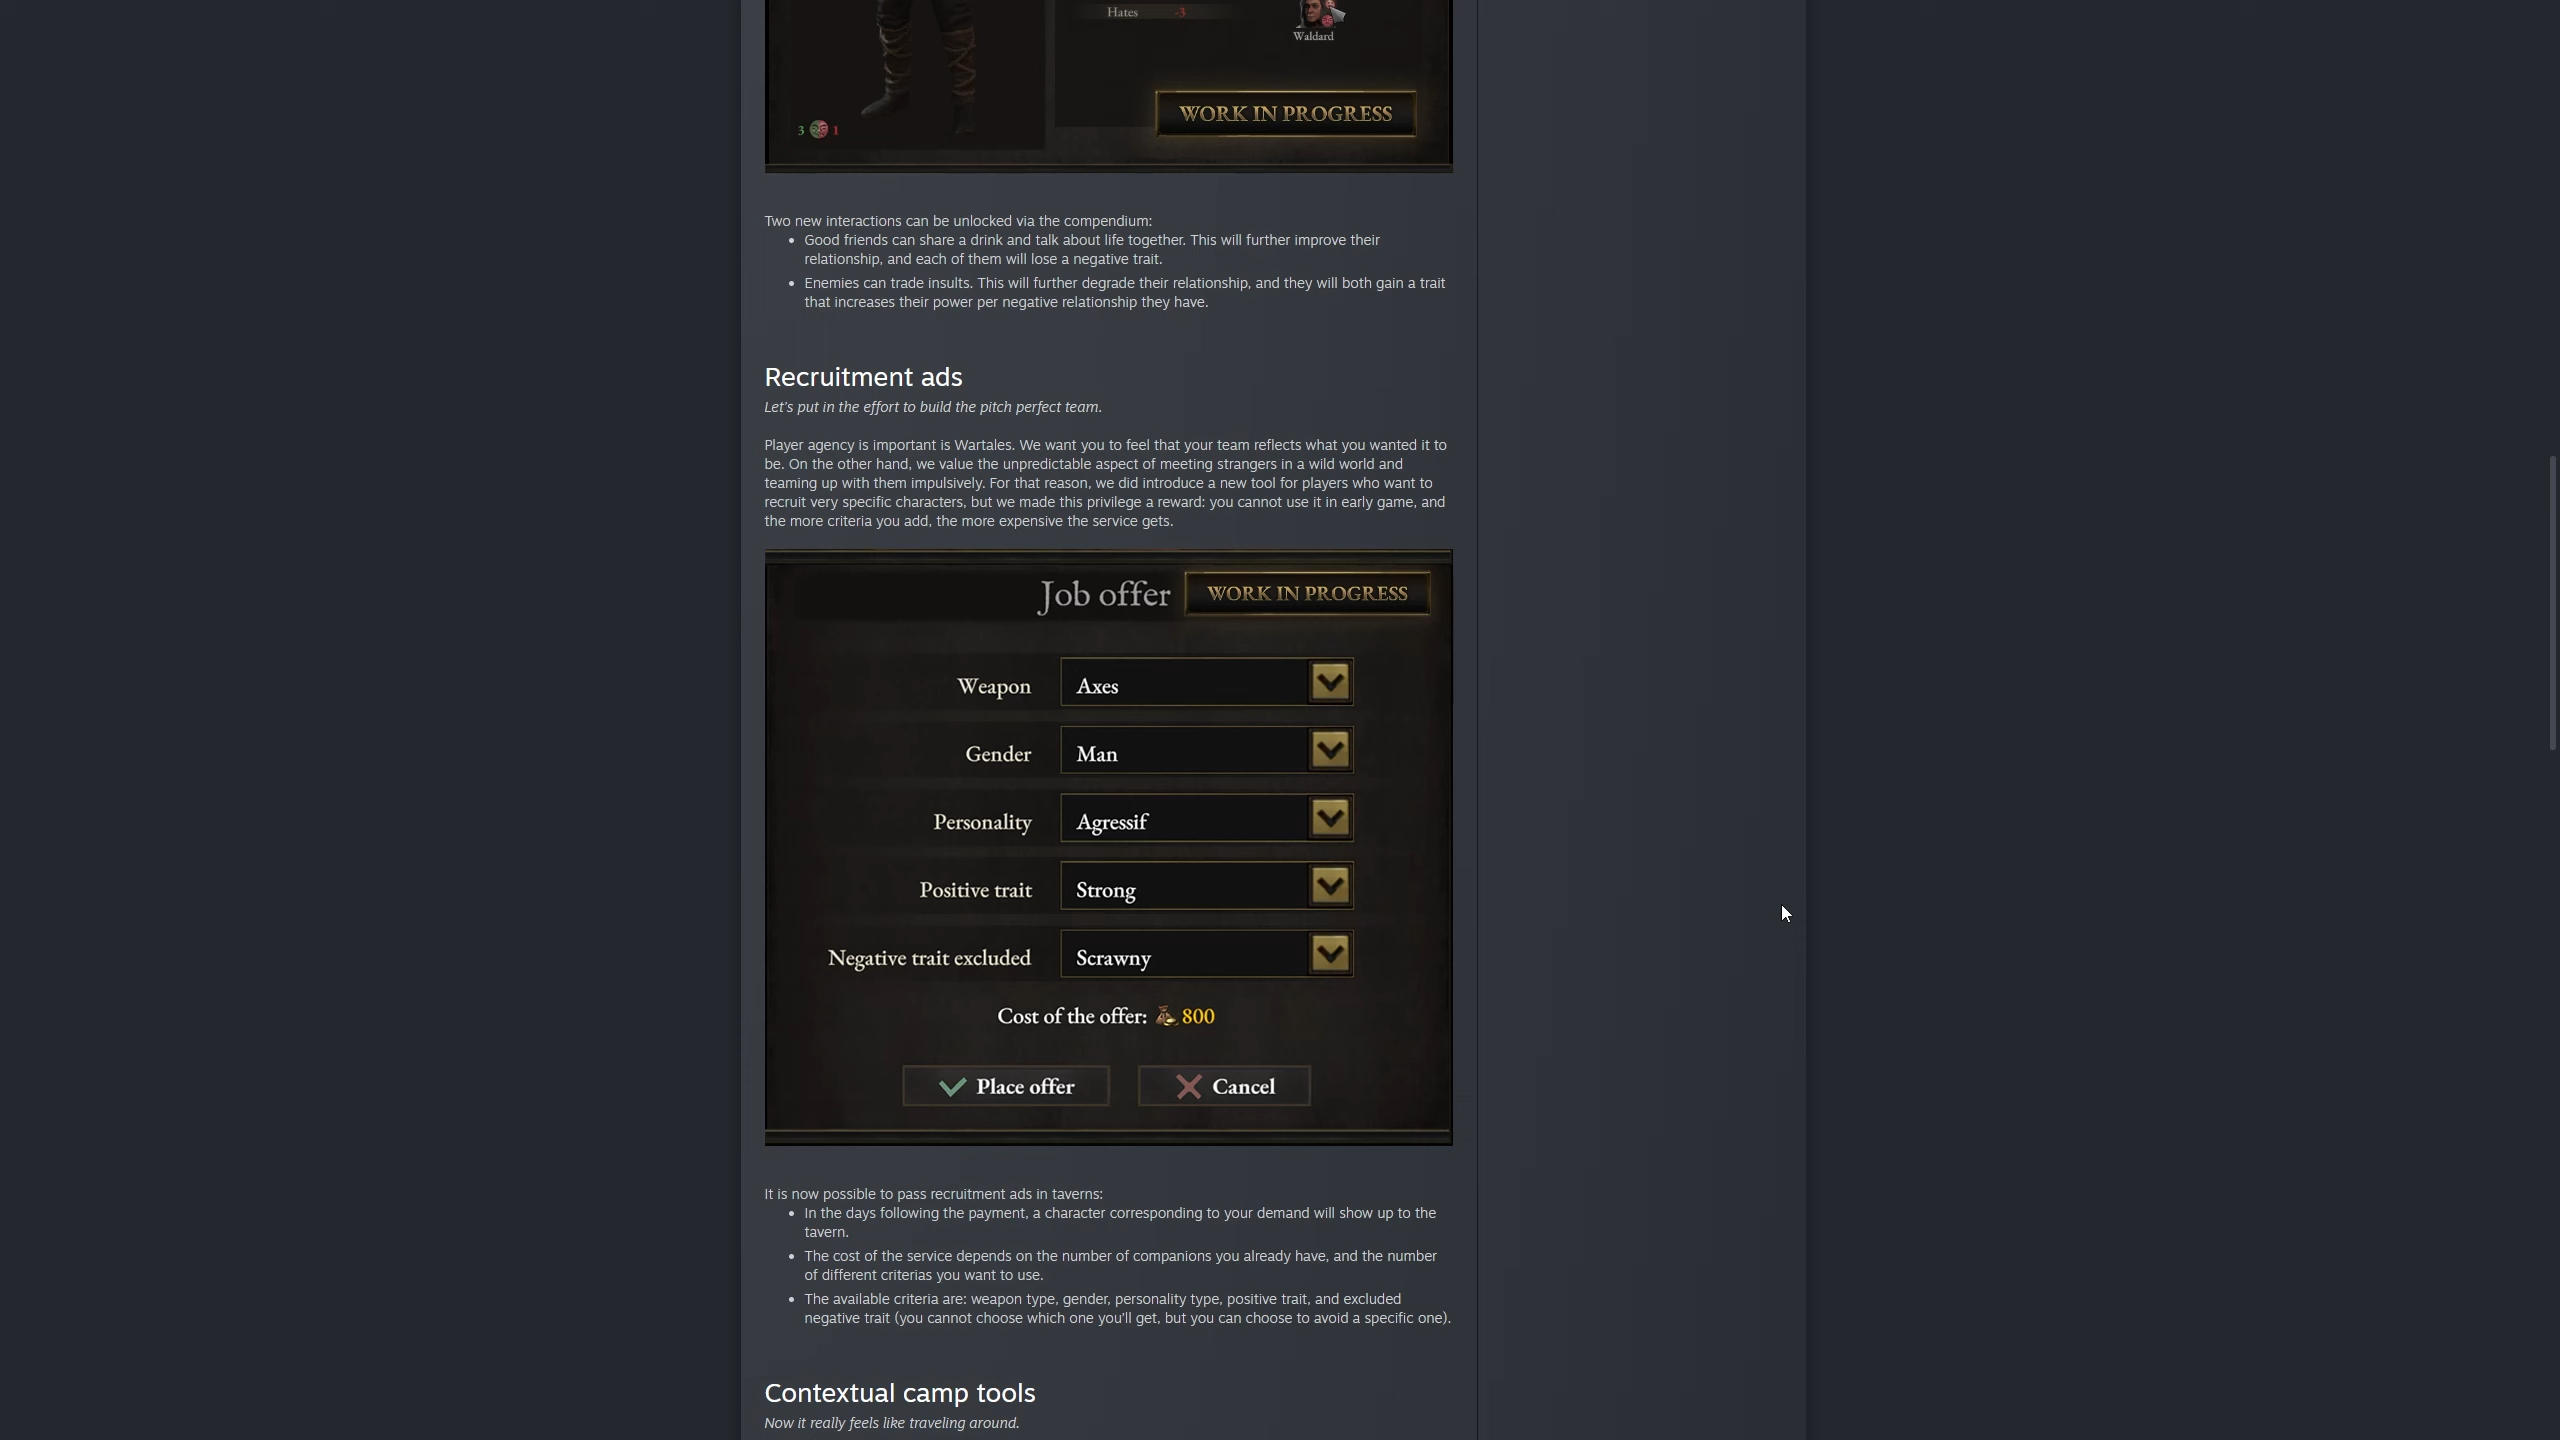 Hates -3
Waldard
WORK IN PROGRESS
3 1
Two new interactions can be unlocked via the compendium:
• Good friends can share a drink and talk about life together. This will further improve their
relationship, and each of them will lose a negative trait.
• Enemies can trade insults. This will further degrade their relationship, and they will both gain a trait
that increases their power per negative relationship they have.
Recruitment ads
Let's put in the effort to build the pitch perfect team.
Player agency is important is Wartales. We want you to feel that your team reflects what you wanted it to
be. On the other hand, we value the unpredictable aspect of meeting strangers in a wild world and
teaming up with them impulsively. For that reason, we did introduce a new tool for players who want to
recruit very specific characters, but we made this privilege a reward: you cannot use it in early game, and
the more criteria you add, the more expensive the service gets.
Job offer WORK IN PROGRESS
Weapon Axes
Gender Man
Personality Agressif
Positive trait Strong
Negative trait excluded Scrawny
Cost of the offer: 800
Place offer Cancel
It is now possible to pass recruitment ads in taverns:
• In the days following the payment, a character corresponding to your demand will show up to the
tavern.
• The cost of the service depends on the number of companions you already have, and the number
of different criterias you want to use.
• The available criteria are: weapon type, gender, personality type, positive trait, and excluded
negative trait (you cannot choose which one you'll get, but you can choose to avoid a specific one).
Contextual camp tools
Now it really feels like traveling around.